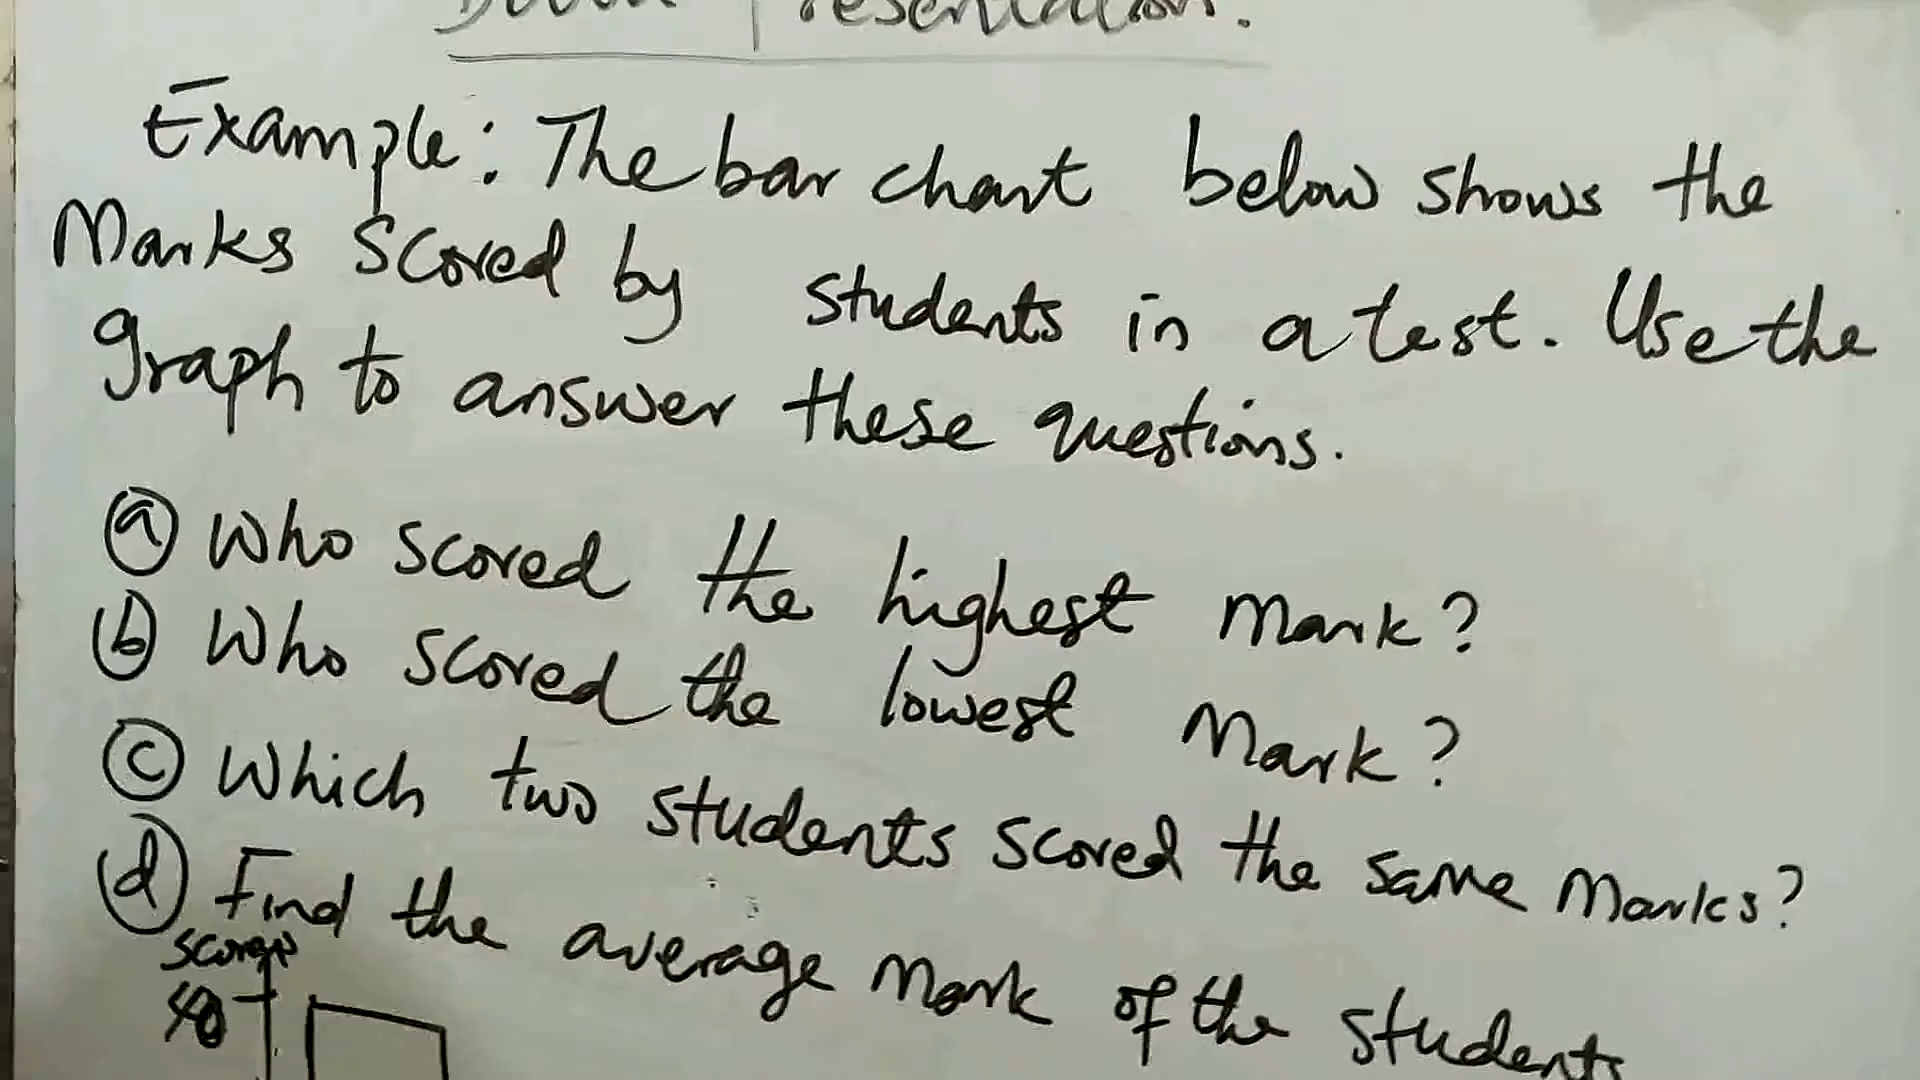 Presentation.
Example: The bar chart below shows the
Marks scored by students in a test. Use the
graph to answer these questions.
(a) Who scored the highest mark?
(b) Who scored the lowest Mark?
(c) Which two students scored the same Marks?
(d) Find the average Mark of the students
scores
40